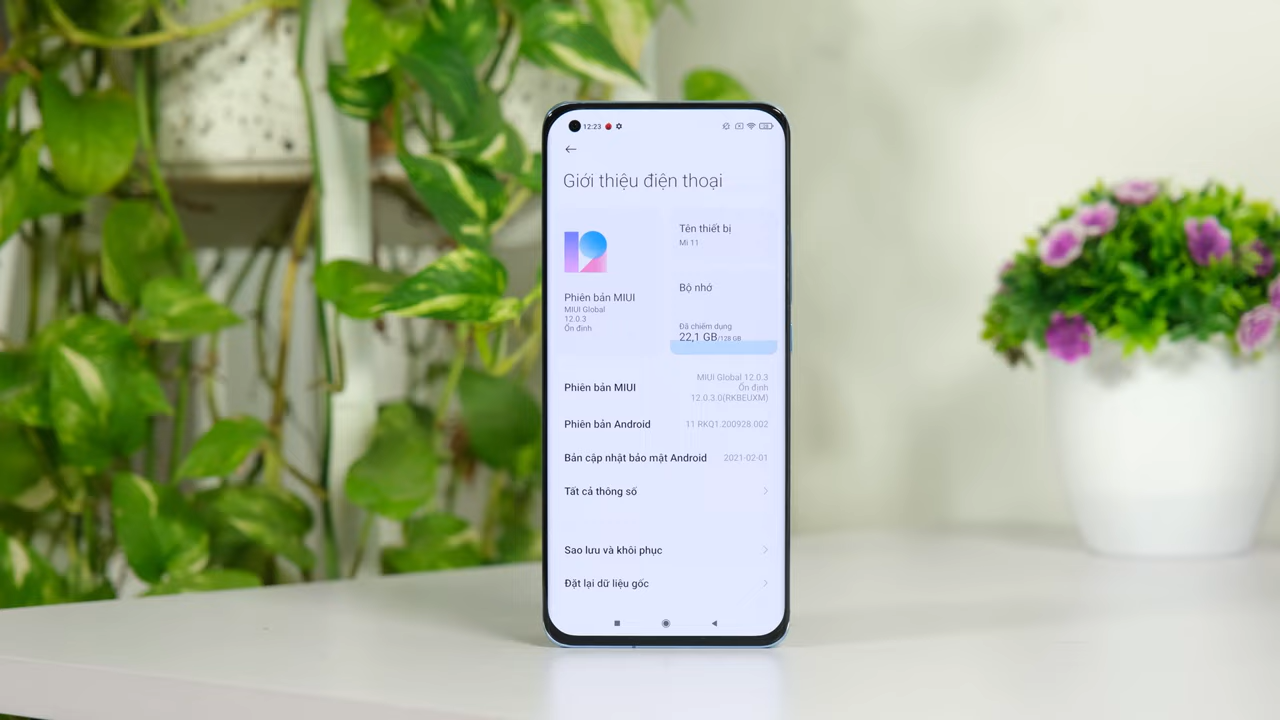 12:23
Giới thiệu điện thoại
Phiên bản MIUI
MIUI Global
12.0.3
Ổn định
Tên thiết bị
Mi 11
Bộ nhớ
Đã chiếm dụng
22,1 GB/128 GB
Phiên bản MIUI
MIUI Global 12.0.3
Ổn định
12.0.3.0(RKBEUXM)
Phiên bản Android
11 RKQ1.200928.002
Bản cập nhật bảo mật Android
2021-02-01
Tất cả thông số
Sao lưu và khôi phục
Đặt lại dữ liệu gốc